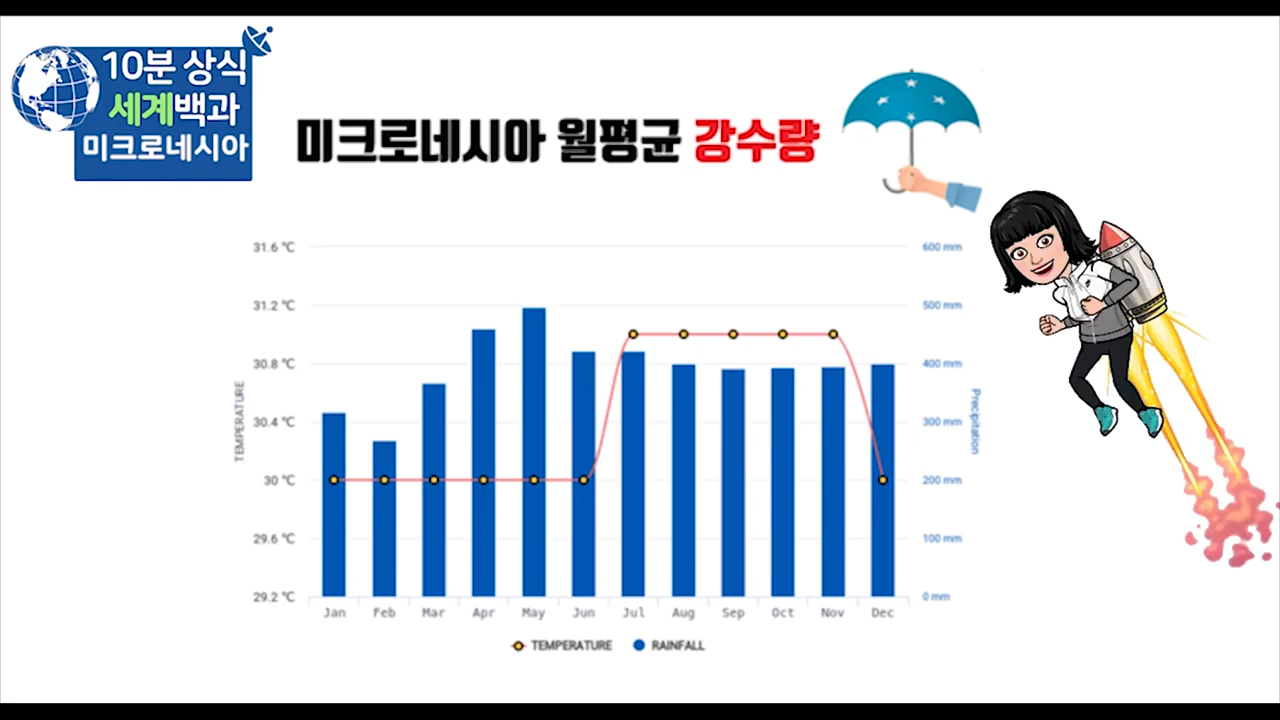 10분 상식
세계백과
미크로네시아
미크로네시아 월평균 강수량
31.6 ℃
31.2 ℃
30.8 ℃
30.4 ℃
30 ℃
29.6 ℃
29.2 ℃
TEMPERATURE
600 mm
500 mm
400 mm
300 mm
200 mm
100 mm
0 mm
Precipitation
Jan Feb Mar Apr May Jun Jul Aug Sep Oct Nov Dec
TEMPERATURE RAINFALL